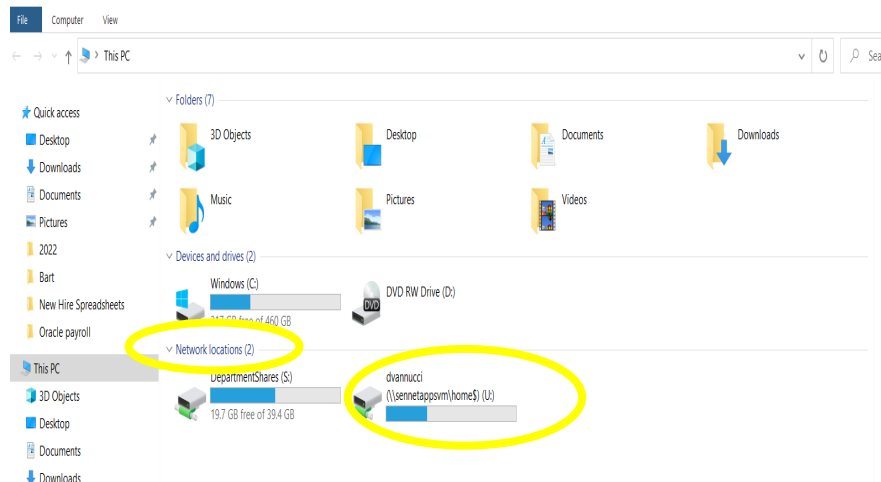 File Computer View
This PC Sea
Quick access
Desktop
Downloads
Documents
Pictures
2022
Bart
New Hire Spreadsheets
Oracle payroll
This PC
3D Objects
Desktop
Documents
Downloads
Folders (7)
3D Objects Desktop Documents Downloads
Music Pictures Videos
Devices and drives (2)
Windows (C:)
217 GB free of 460 GB
DVD RW Drive (D:)
DVD
Network locations (2)
DepartmentShares (S:)
19.7 GB free of 39.4 GB
dvannucci
(\\sennetappsvm\home$) (U:)